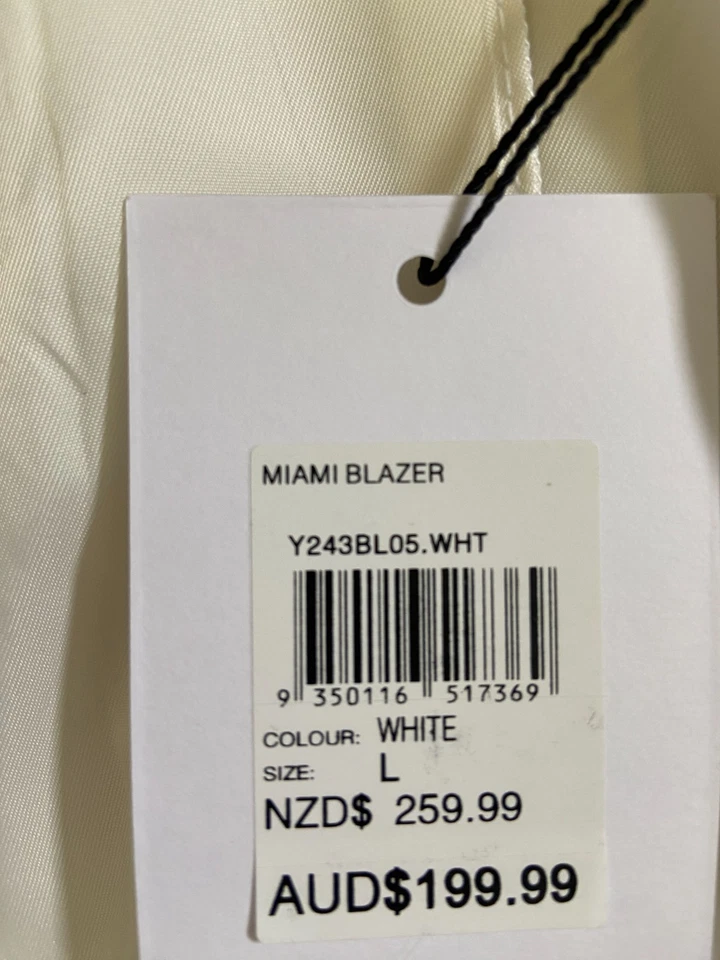 MIAMI BLAZER
Y243BL05.WHT
9 350116 517369
COLOUR: WHITE
SIZE: L
NZD$ 259.99
AUD$199.99